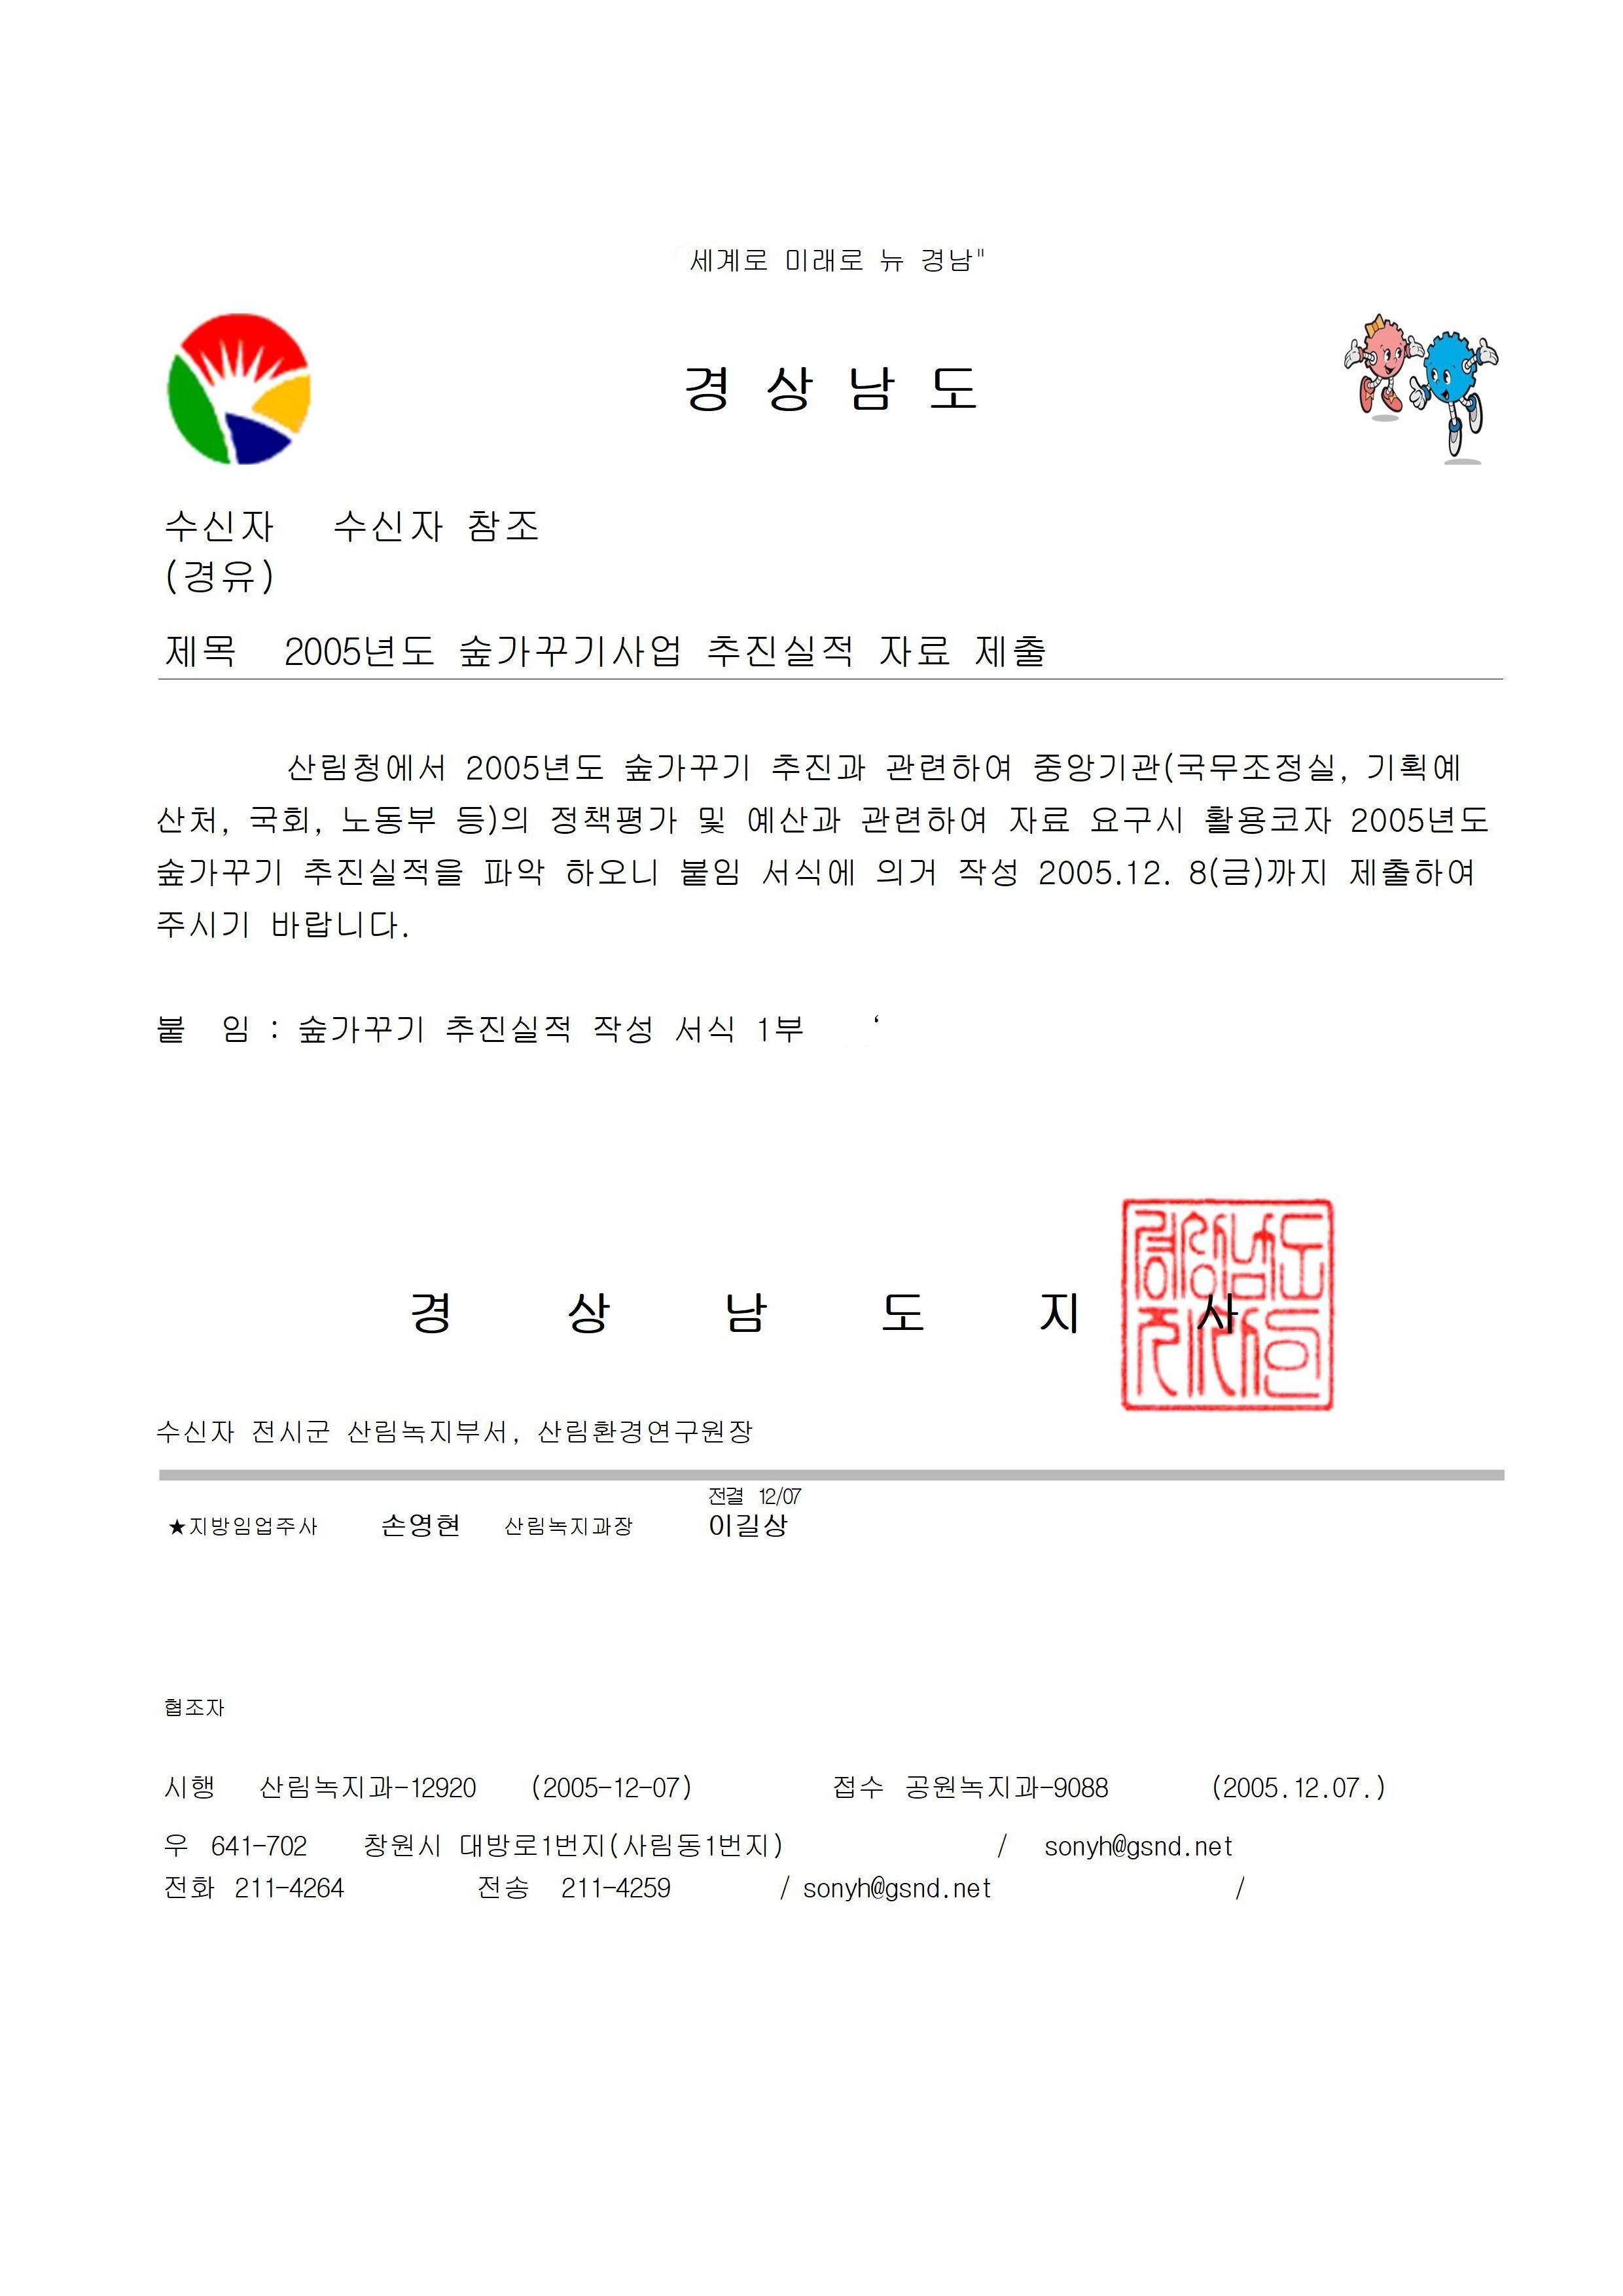 세계로 미래로 뉴 경남"
경 상 남 도
수신자 수신자 참조
(경유)
제목 2005년도 숲가꾸기사업 추진실적 자료 제출
산림청에서 2005년도 숲가꾸기 추진과 관련하여 중앙기관(국무조정실, 기획예
산처, 국회, 노동부 등)의 정책평가 및 예산과 관련하여 자료 요구시 활용코자 2005년도
숲가꾸기 추진실적을 파악 하오니 붙임 서식에 의거 작성 2005.12. 8(금)까지 제출하여
주시기 바랍니다.
붙 임 : 숲가꾸기 추진실적 작성 서식 1부 ‘
경 상 남 도 지 사
수신자 전시군 산림녹지부서, 산림환경연구원장
전결 12/07
★지방임업주사 손영현 산림녹지과장 이길상
협조자
시행 산림녹지과-12920 (2005-12-07) 접수 공원녹지과-9088 (2005.12.07.)
우 641-702 창원시 대방로1번지(사림동1번지) / sonyh@gsnd.net
전화 211-4264 전송 211-4259 / sonyh@gsnd.net /